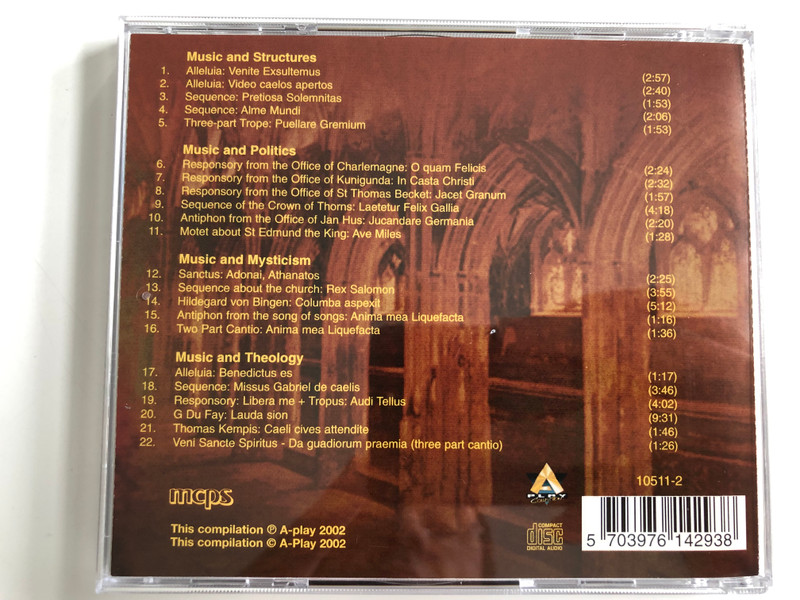 Music and Structures
1. Alleluia: Venite Exsultemus (2:57)
2. Alleluia: Video caelos apertos (2:40)
3. Sequence: Pretiosa Solemnitas (1:53)
4. Sequence: Alme Mundi (2:06)
5. Three-part Trope: Puellare Gremium (1:53)
Music and Politics
6. Responsory from the Office of Charlemagne: O quam Felicis (2:24)
7. Responsory from the Office of Kunigunda: In Casta Christi (2:32)
8. Responsory from the Office of St Thomas Becket: Jacet Granum (1:57)
9. Sequence of the Crown of Thorns: Laetetur Felix Gallia (4:18)
10. Antiphon from the Office of Jan Hus: Jucandare Germania (2:20)
11. Motet about St Edmund the King: Ave Miles (1:28)
Music and Mysticism
12. Sanctus: Adonai, Athanatos (2:25)
13. Sequence about the church: Rex Salomon (3:55)
14. Hildegard von Bingen: Columba aspexit (5:12)
15. Antiphon from the song of songs: Anima mea Liquefacta (1:16)
16. Two Part Cantio: Anima mea Liquefacta (1:36)
Music and Theology
17. Alleluia: Benedictus es (1:17)
18. Sequence: Missus Gabriel de caelis (3:46)
19. Responsory: Libera me + Tropus: Audi Tellus (4:02)
20. G Du Fay: Lauda sion (9:31)
21. Thomas Kempis: Caeli cives attendite (1:46)
22. Veni Sancte Spiritus - Da guadiorum praemia (three part cantio) (1:26)
mcps
This compilation ℗ A-play 2002
This compilation © A-Play 2002
PLAY
10511-2
COMPACT
disc
DIGITAL AUDIO
5 703976 142938